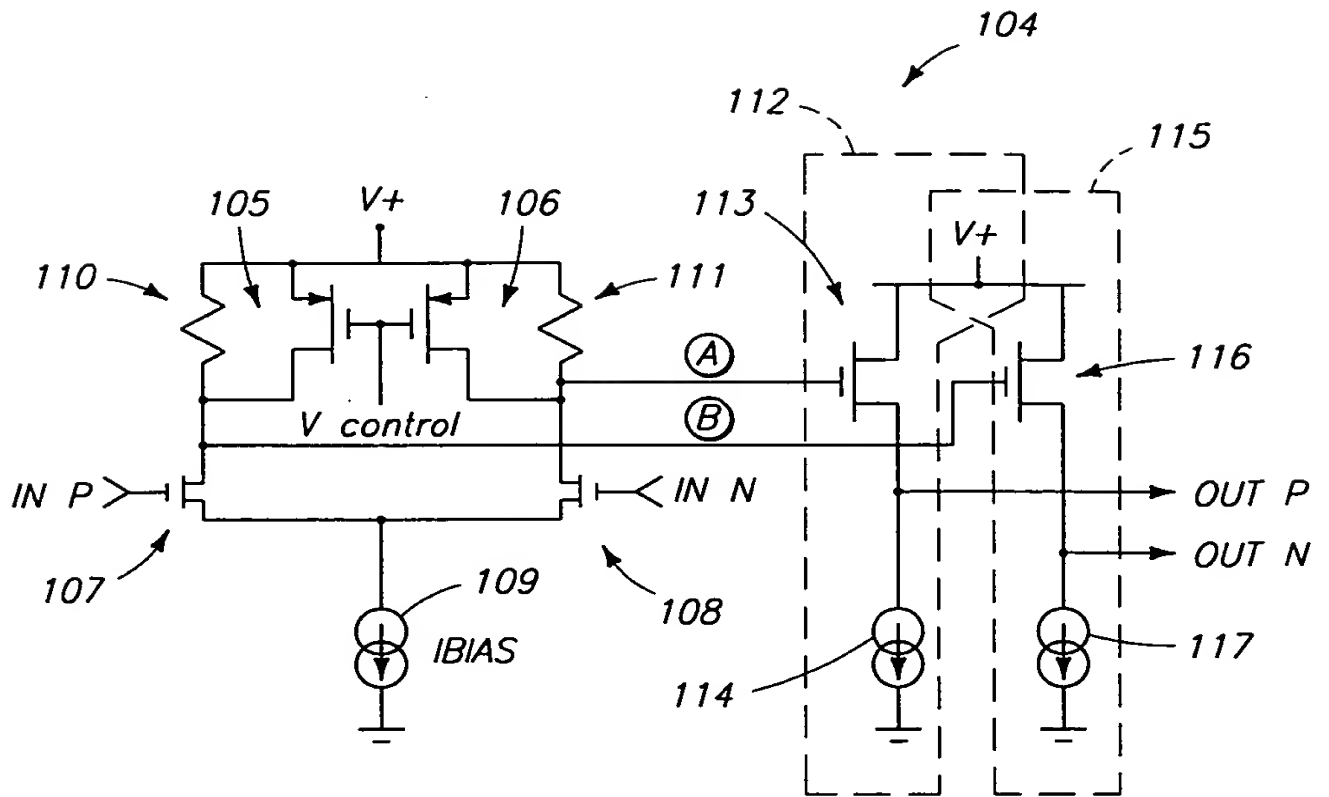 104
112
115
V+
105
106
113
V+
110
111
A
116
V control
B
IN P
IN N
OUT P
OUT N
107
109
108
IBIAS
114
117